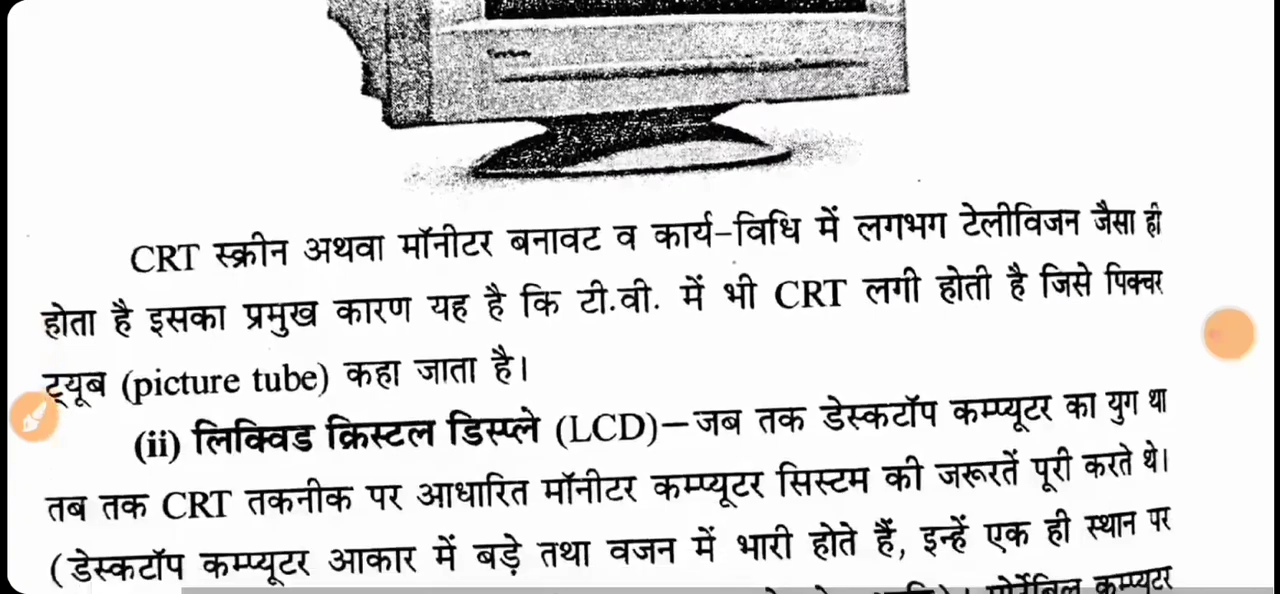 CRT स्क्रीन अथवा मॉनीटर बनावट व कार्य-विधि में लगभग टेलीविजन जैसा ही
होता है इसका प्रमुख कारण यह है कि टी.वी. में भी CRT लगी होती है जिसे पिक्चर
ट्यूब (picture tube) कहा जाता है।
(ii) लिक्विड क्रिस्टल डिस्प्ले (LCD)–जब तक डेस्कटॉप कम्प्यूटर का युग था
तब तक CRT तकनीक पर आधारित मॉनीटर कम्प्यूटर सिस्टम की जरूरतें पूरी करते थे।
(डेस्कटॉप कम्प्यूटर आकार में बड़े तथा वजन में भारी होते हैं, इन्हें एक ही स्थान पर
कम्प्यूटर